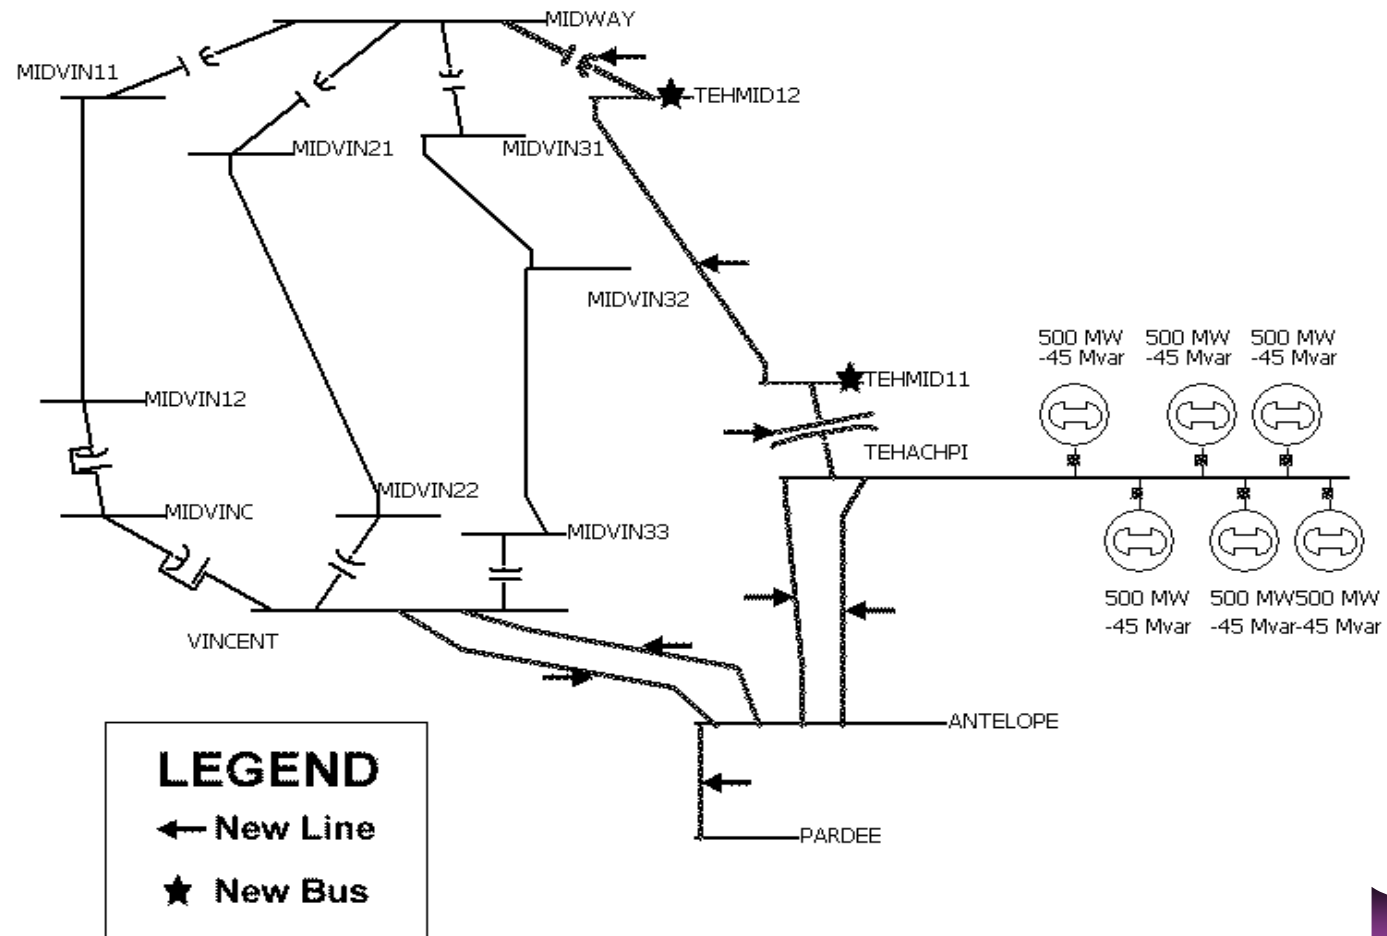 MIDWAY
MIDVIN11
TEHMID12
MIDVIN21
MIDVIN31
MIDVIN32
500 MW 500 MW 500 MW
-45 Mvar -45 Mvar -45 Mvar
TEHMID11
MIDVIN12
TEHACHPI
MIDVIN22
MIDVINC
MIDVIN33
500 MW 500 MW 500 MW
-45 Mvar -45 Mvar -45 Mvar
VINCENT
ANTELOPE
LEGEND
New Line
PARDEE
New Bus